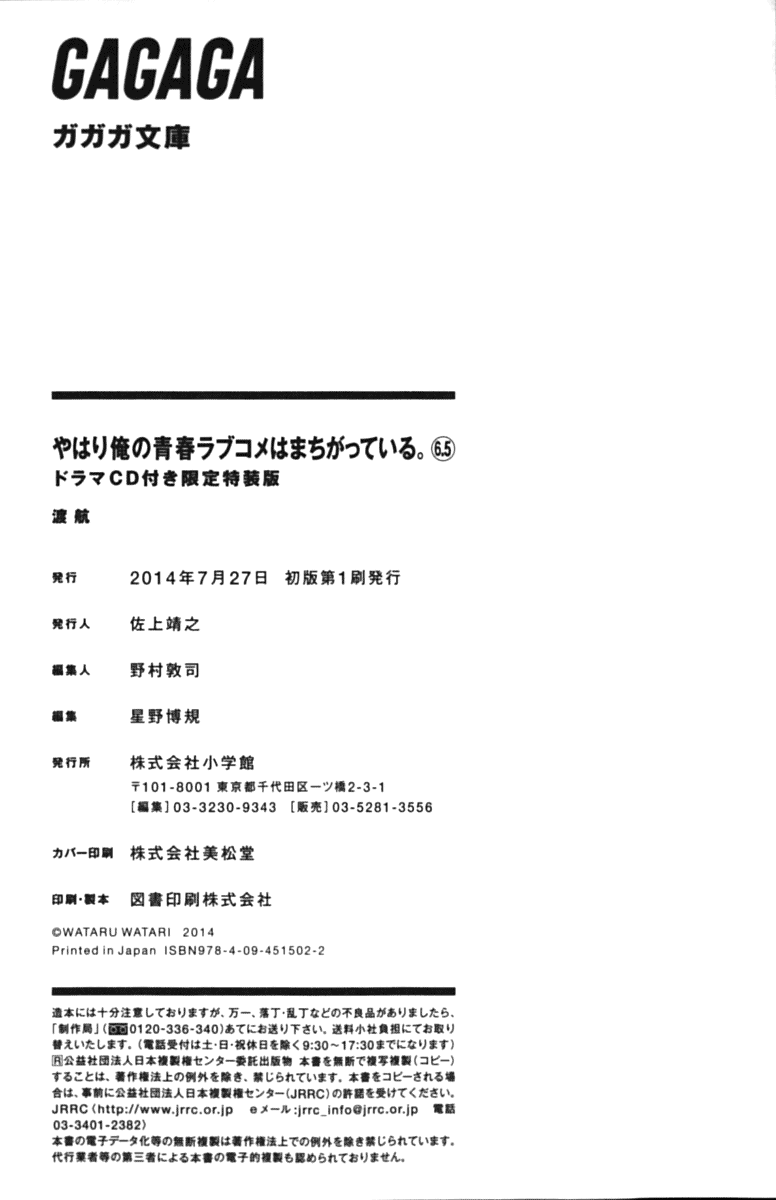 GAGAGA
ガガガ文庫
やはり俺の青春ラブコメはまちがっている。6.5
ドラマCD付き限定特装版
渡 航
発行 2014年7月27日 初版第1刷発行
発行人 佐上靖之
編集人 野村敦司
編集 星野博規
発行所 株式会社小学館
〒101-8001 東京都千代田区一ツ橋2-3-1
[編集]03-3230-9343 [販売]03-5281-3556
カバー印刷 株式会社美松堂
印刷・製本 図書印刷株式会社
©WATARU WATARI 2014
Printed in Japan ISBN978-4-09-451502-2
造本には十分注意しておりますが、万一、落丁・乱丁などの不良品がありましたら、
「制作局」(0120-336-340)あてにお送り下さい。送料小社負担にてお取り
替えいたします。(電話受付は土・日・祝休日を除く9:30〜17:30までになります)
Ⓡ公益社団法人日本複製権センター委託出版物 本書を無断で複写複製(コピー)
することは、著作権法上の例外を除き、禁じられています。本書をコピーされる場
合は、事前に公益社団法人日本複製権センター(JRRC)の許諾を受けてください。
JRRC〈http://www.jrrc.or.jp eメール:jrrc_info@jrrc.or.jp 電話
03-3401-2382〉
本書の電子データ化等の無断複製は著作権法上での例外を除き禁じられています。
代行業者等の第三者による本書の電子的複製も認められておりません。